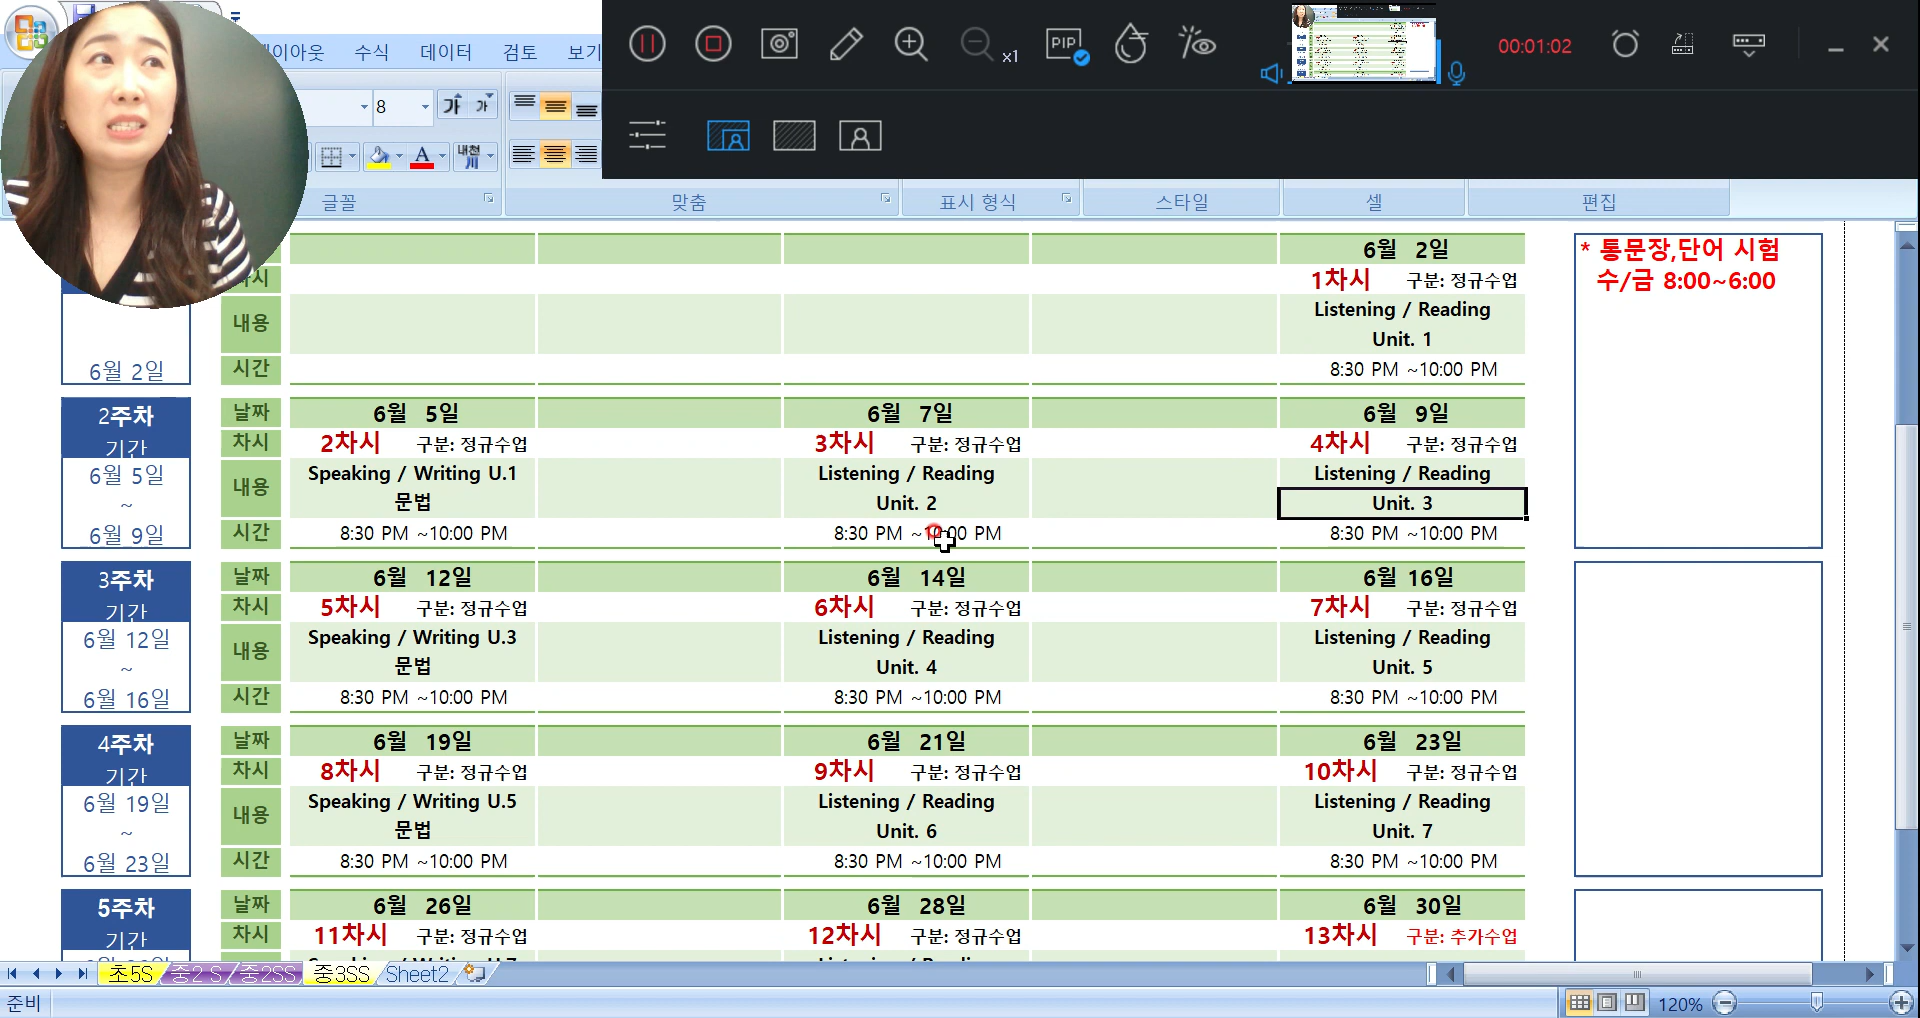 레이아웃 수식 데이터 검토 보기
8 가 가 내천
글꼴 맞춤 표시 형식 스타일 셀 편집
x1 PIP 00:01:02
6월 2일
차시 1차시 구분: 정규수업
내용 Listening / Reading
Unit. 1
6월 2일 시간 8:30 PM ~10:00 PM
* 통문장,단어 시험
수/금 8:00~6:00
2주차 날짜 6월 5일 6월 7일 6월 9일
기간 차시 2차시 구분: 정규수업 3차시 구분: 정규수업 4차시 구분: 정규수업
6월 5일 내용 Speaking / Writing U.1 Listening / Reading Listening / Reading
~ 문법 Unit. 2 Unit. 3
6월 9일 시간 8:30 PM ~10:00 PM 8:30 PM ~10:00 PM 8:30 PM ~10:00 PM
3주차 날짜 6월 12일 6월 14일 6월 16일
기간 차시 5차시 구분: 정규수업 6차시 구분: 정규수업 7차시 구분: 정규수업
6월 12일 내용 Speaking / Writing U.3 Listening / Reading Listening / Reading
~ 문법 Unit. 4 Unit. 5
6월 16일 시간 8:30 PM ~10:00 PM 8:30 PM ~10:00 PM 8:30 PM ~10:00 PM
4주차 날짜 6월 19일 6월 21일 6월 23일
기간 차시 8차시 구분: 정규수업 9차시 구분: 정규수업 10차시 구분: 정규수업
6월 19일 내용 Speaking / Writing U.5 Listening / Reading Listening / Reading
~ 문법 Unit. 6 Unit. 7
6월 23일 시간 8:30 PM ~10:00 PM 8:30 PM ~10:00 PM 8:30 PM ~10:00 PM
5주차 날짜 6월 26일 6월 28일 6월 30일
기간 차시 11차시 구분: 정규수업 12차시 구분: 정규수업 13차시 구분: 추가수업
초5S 중2 S 중2SS 중3SS Sheet2
준비 120%